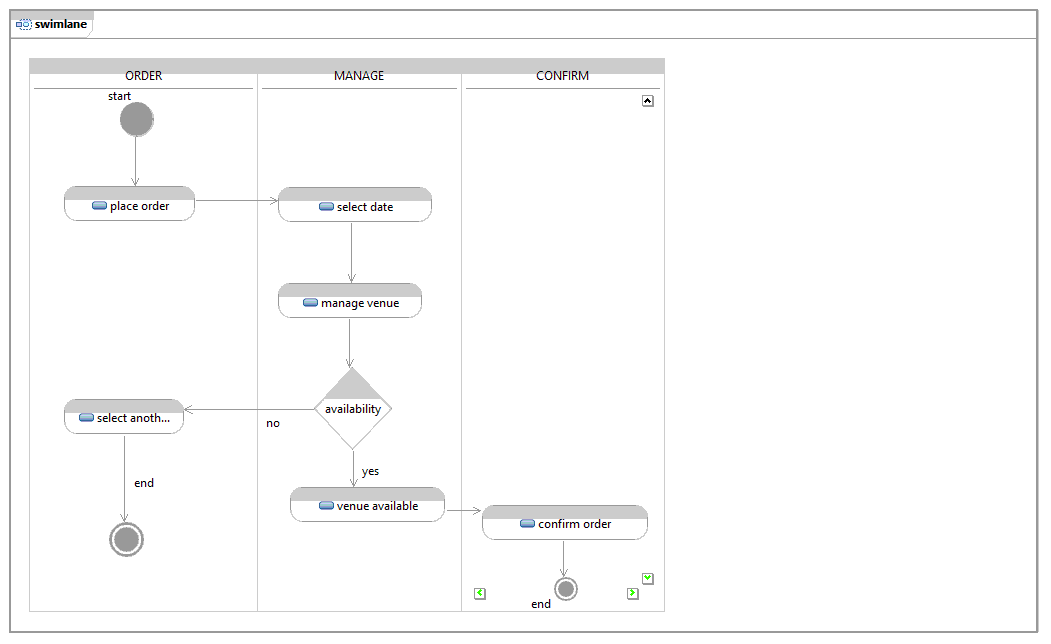 swimlane
ORDER
MANAGE
CONFIRM
start
place order
select date
manage venue
availability
select anoth...
no
yes
end
venue available
confirm order
end